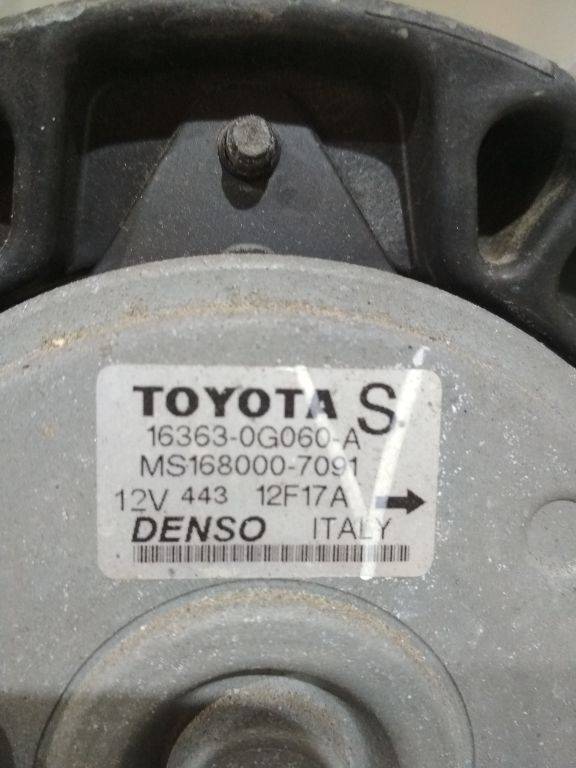 TOYOTA S
16363-0G060-A
MS168000-7091
12V 443 12F17A
DENSO ITALY